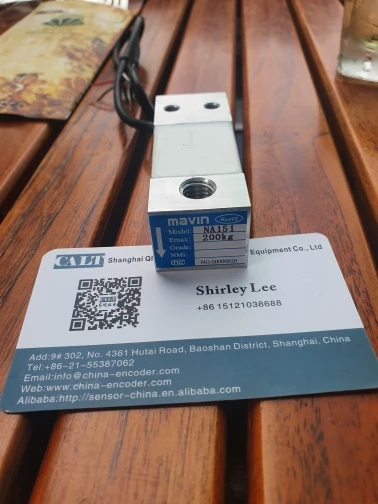 mavin RoHS
Model: NA151
Emax: 200kg
Grade:
NMi:
NO.00000020
CALT Shanghai QI Equipment Co., Ltd
Shirley Lee
+86 15121038688
Add:9# 302, No. 4361 Hutai Road, Baoshan District, Shanghai, China
Tel:+86-21-55387062
Email:info@china-encoder.com
Web:www.china-encoder.com
Alibaba:http://sensor-china.en.alibaba.com